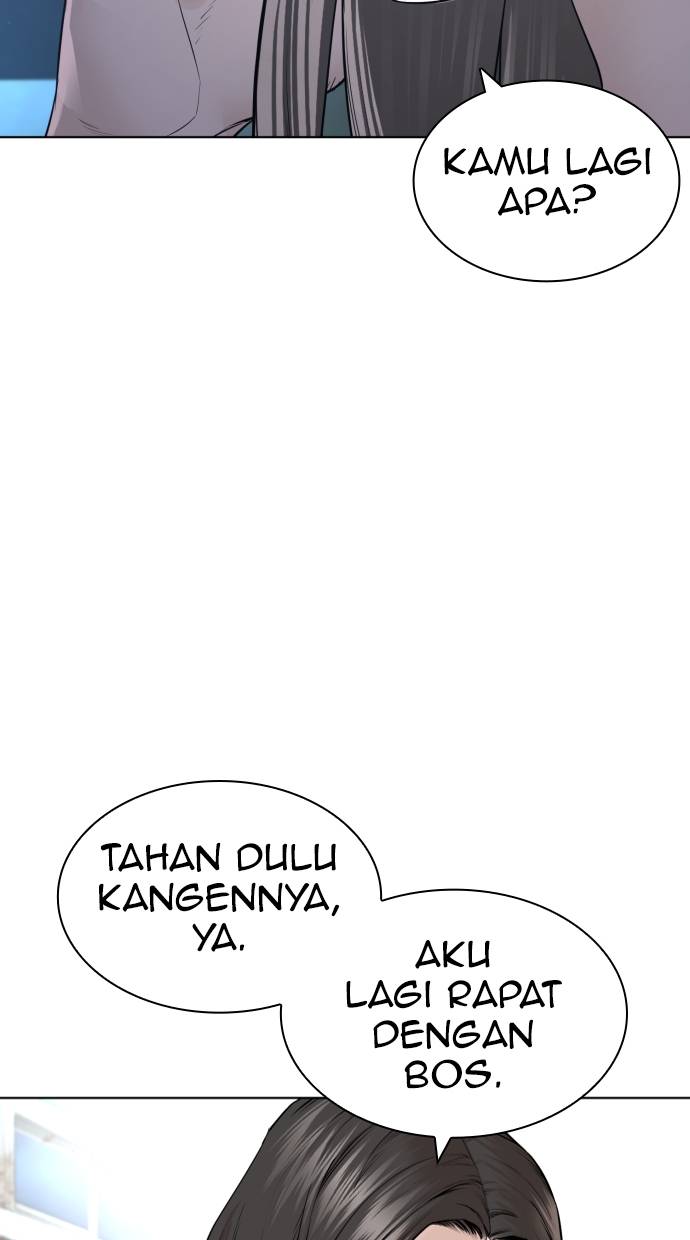 KAMU LAGI
APA?
TAHAN DULU
KANGENNYA,
YA.
AKU
LAGI RAPAT
DENGAN
BOS.